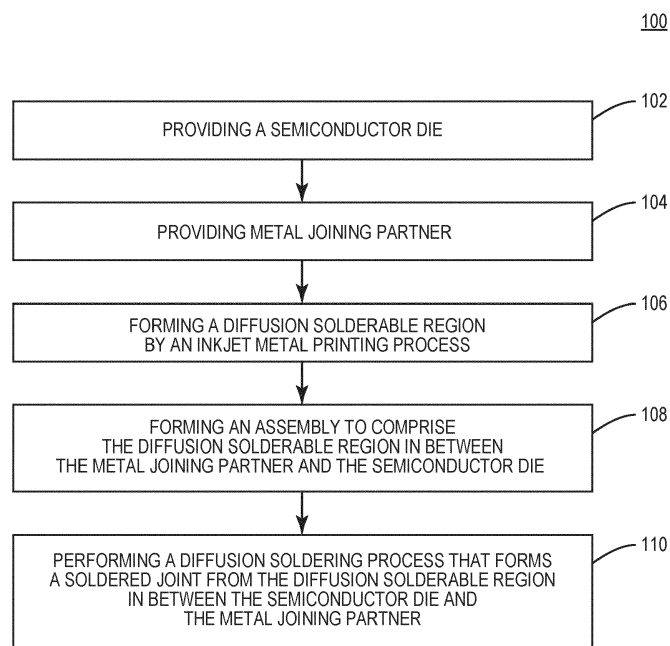 100
PROVIDING A SEMICONDUCTOR DIE
102
PROVIDING METAL JOINING PARTNER
104
FORMING A DIFFUSION SOLDERABLE REGION
BY AN INKJET METAL PRINTING PROCESS
106
FORMING AN ASSEMBLY TO COMPRISE
THE DIFFUSION SOLDERABLE REGION IN BETWEEN
THE METAL JOINING PARTNER AND THE SEMICONDUCTOR DIE
108
PERFORMING A DIFFUSION SOLDERING PROCESS THAT FORMS
A SOLDERED JOINT FROM THE DIFFUSION SOLDERABLE REGION
IN BETWEEN THE SEMICONDUCTOR DIE AND
THE METAL JOINING PARTNER
110